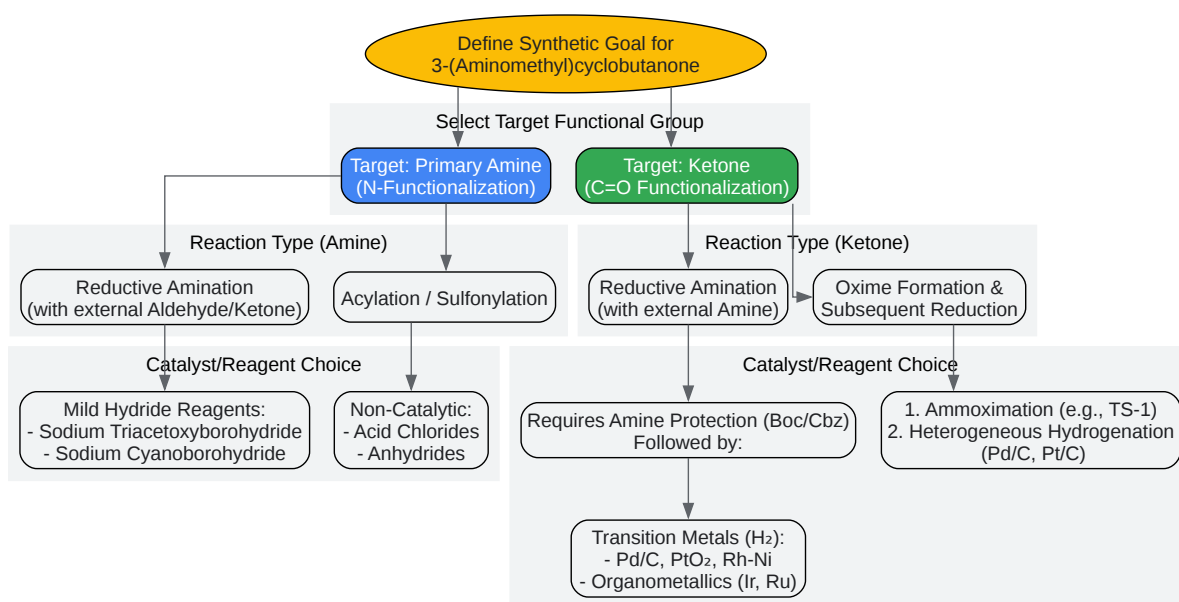 Define Synthetic Goal for
3-(Aminomethyl)cyclobutanone
Select Target Functional Group
Target: Primary Amine
(N-Functionalization)
Target: Ketone
(C=O Functionalization)
Reaction Type (Amine)
Reaction Type (Ketone)
Reductive Amination
(with external Aldehyde/Ketone)
Acylation / Sulfonylation
Reductive Amination
(with external Amine)
Oxime Formation &
Subsequent Reduction
Catalyst/Reagent Choice
Catalyst/Reagent Choice
Mild Hydride Reagents:
- Sodium Triacetoxyborohydride
- Sodium Cyanoborohydride
Non-Catalytic:
- Acid Chlorides
- Anhydrides
Requires Amine Protection (Boc/Cbz)
Followed by:
1. Ammoximation (e.g., TS-1)
2. Heterogeneous Hydrogenation
(Pd/C, Pt/C)
Transition Metals (H₂):
- Pd/C, PtO₂, Rh-Ni
- Organometallics (Ir, Ru)